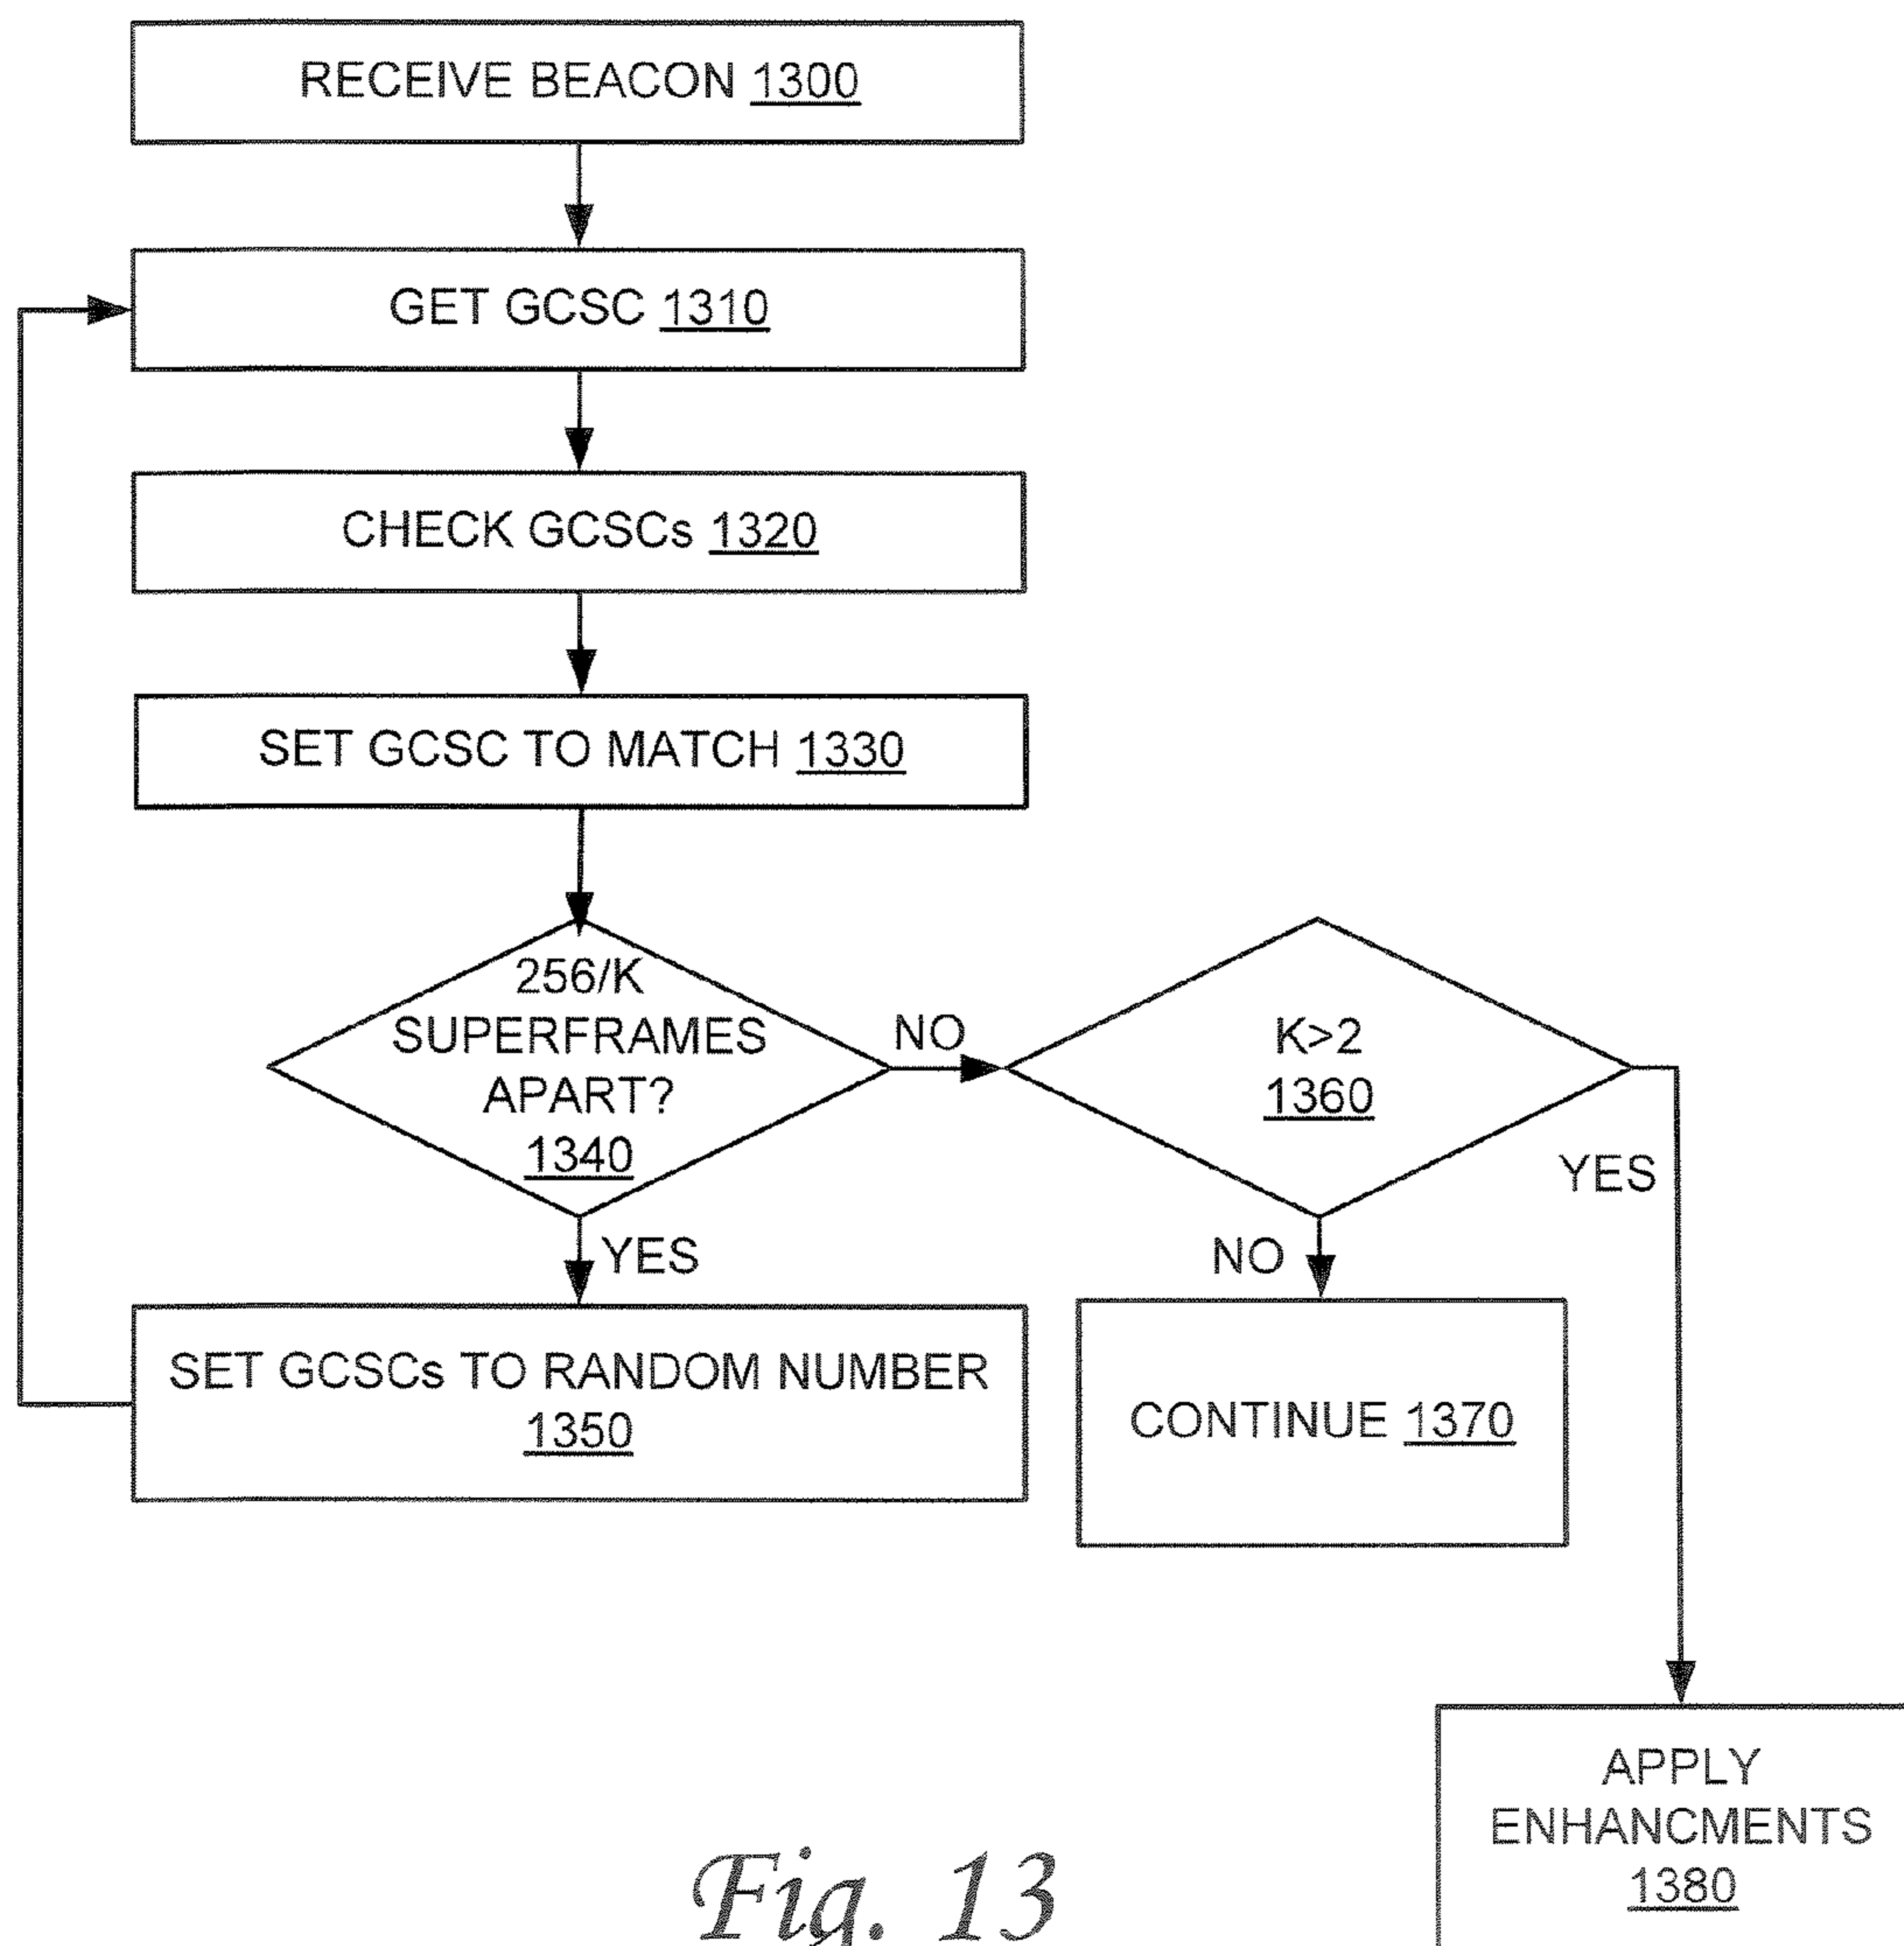 RECEIVE BEACON 1300
GET GCSC 1310
CHECK GCSCs 1320
SET GCSC TO MATCH 1330
256/K
SUPERFRAMES
APART?
1340
NO
K>2
1360
YES
YES
NO
SET GCSCs TO RANDOM NUMBER
1350
CONTINUE 1370
APPLY
ENHANCMENTS
1380
Fig. 13